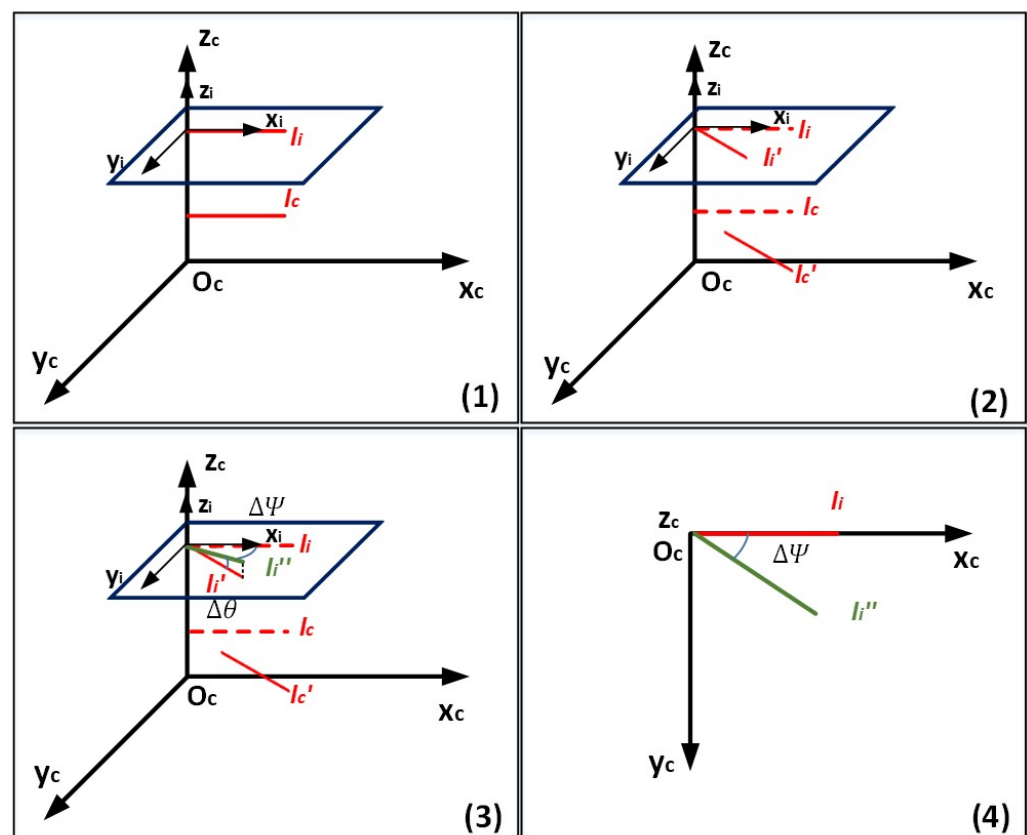 zc
zi
xi
li
yi
lc
Oc
xc
yc
(1)
zc
zi
xi
li
yi
li'
lc
lc'
Oc
xc
yc
(2)
zc
zi
ΔΨ
xi
li
yi
li'
li''
Δθ
lc
lc'
Oc
xc
yc
(3)
li
zc
Oc
ΔΨ
xc
li''
yc
(4)